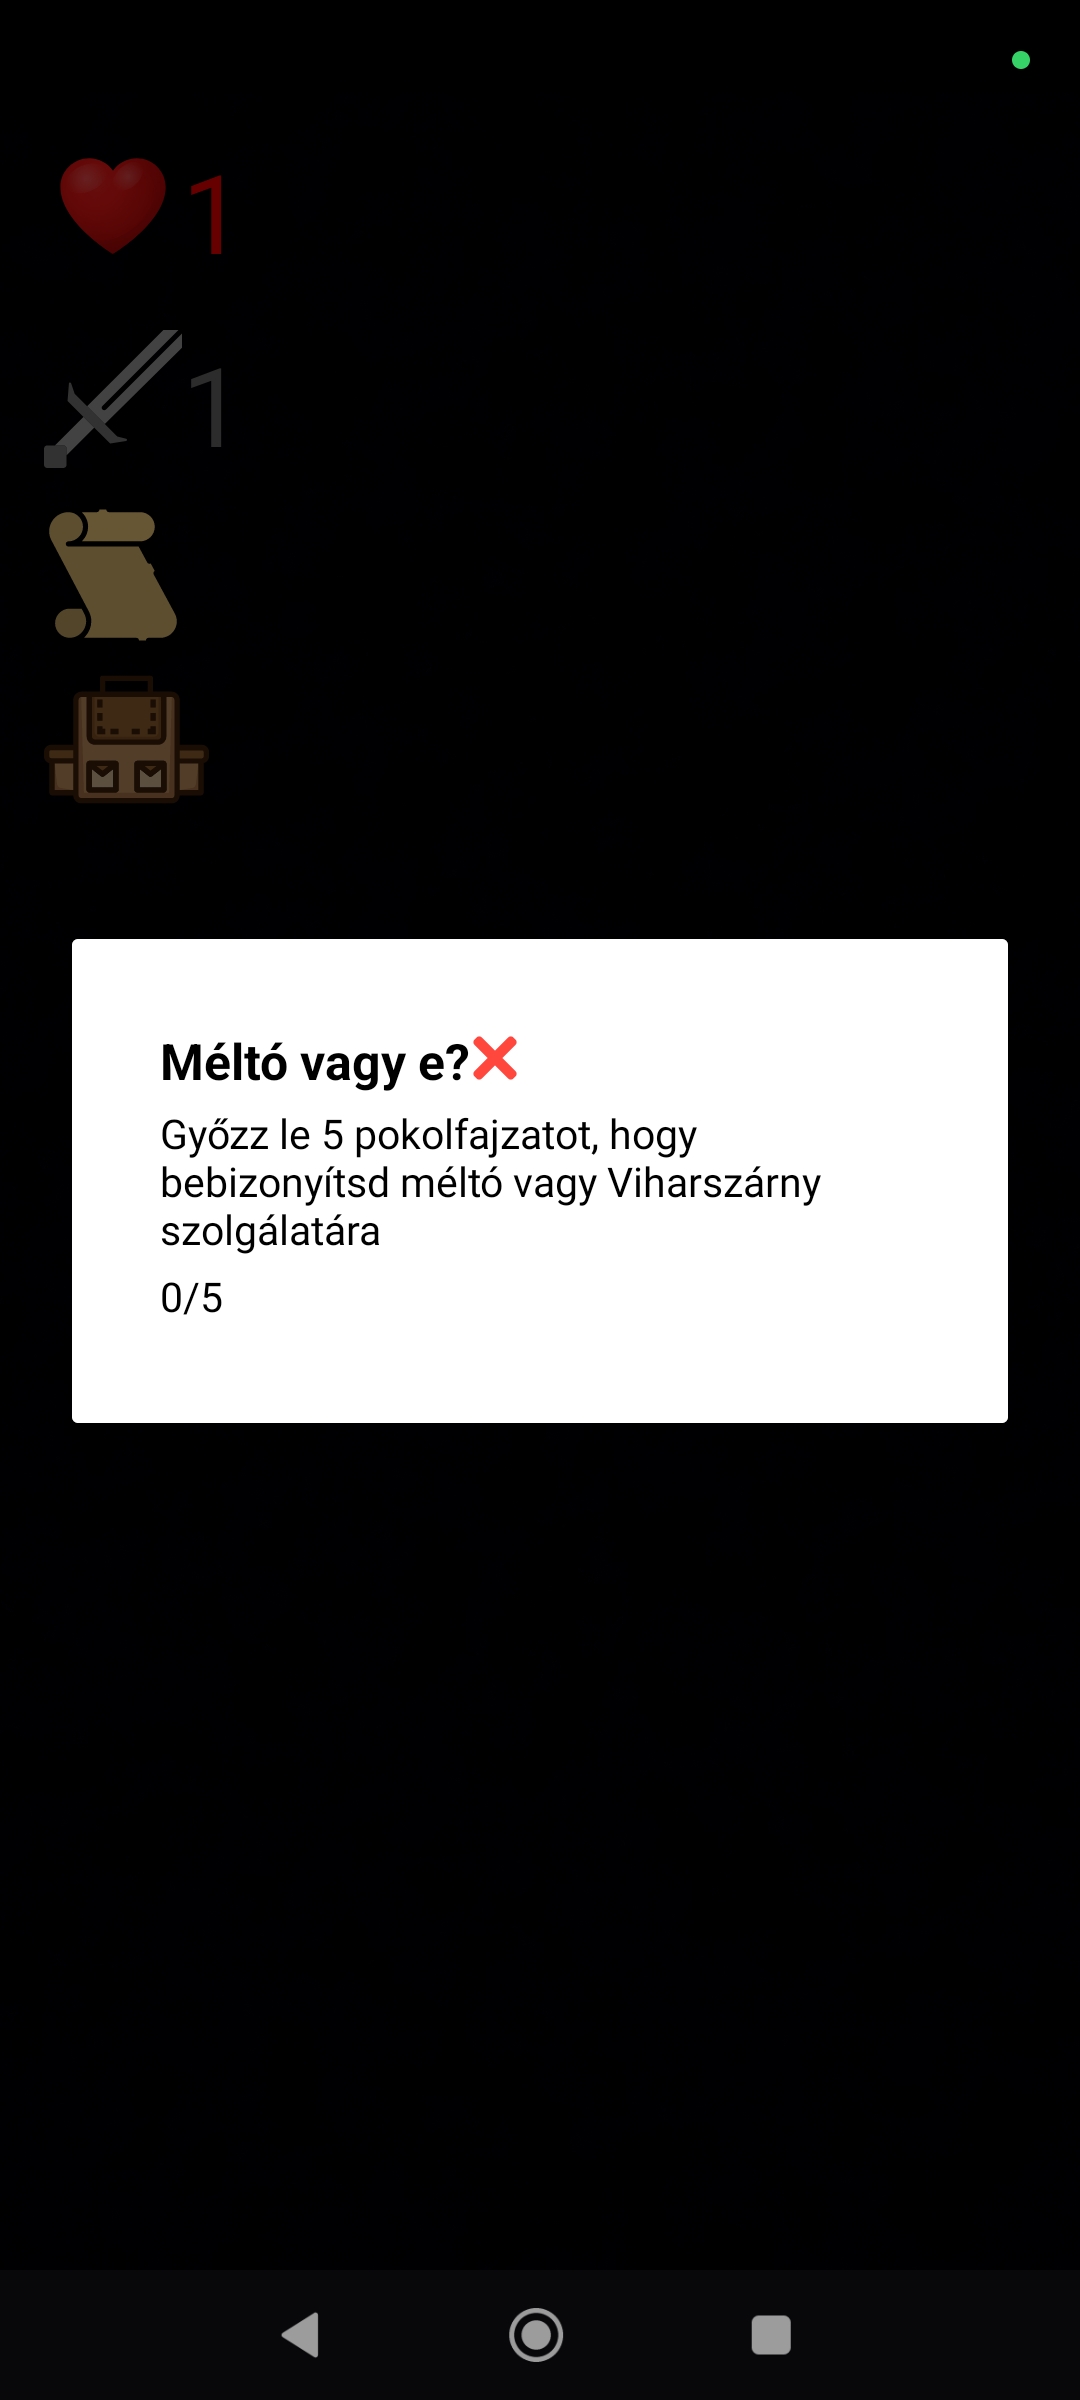 1
1
Méltó vagy e?❌
Győzz le 5 pokolfajzatot, hogy
bebizonyítsd méltó vagy Viharszárny
szolgálatára
0/5